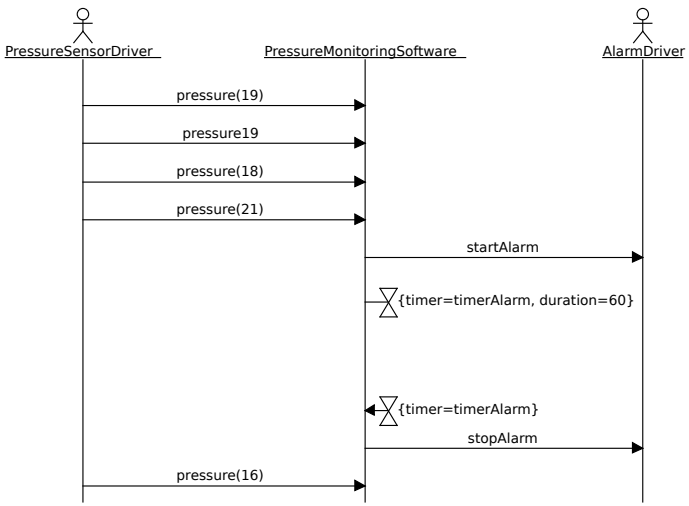 PressureSensorDriver
PressureMonitoringSoftware
AlarmDriver
pressure(19)
pressure19
pressure(18)
pressure(21)
startAlarm
{timer=timerAlarm, duration=60}
{timer=timerAlarm}
stopAlarm
pressure(16)